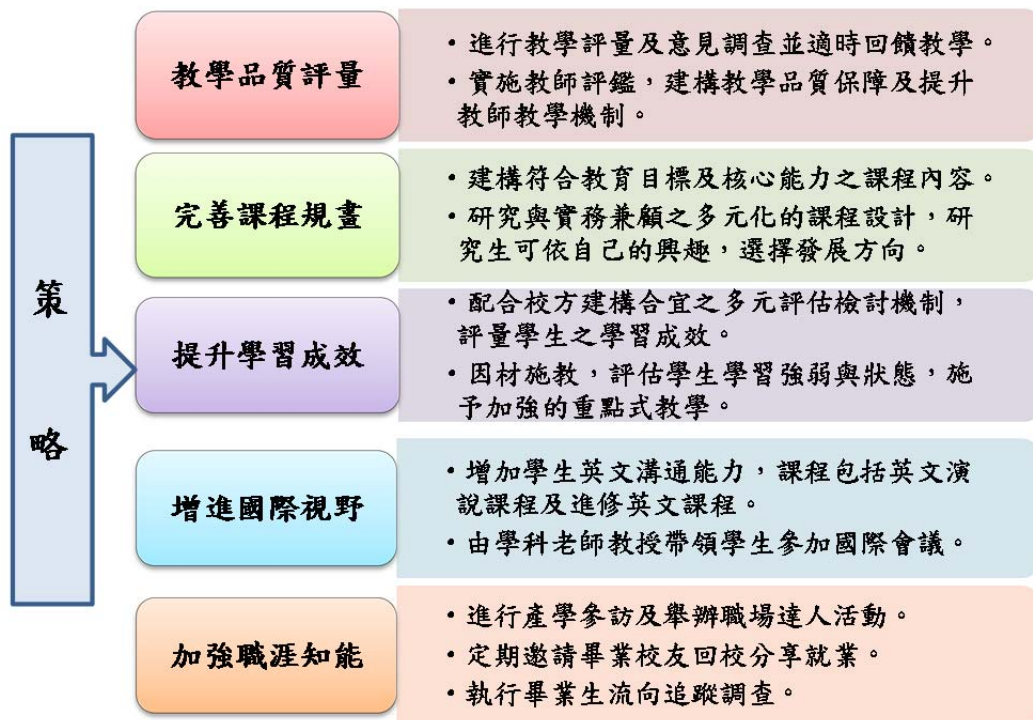 策略
教學品質評量
・進行教學評量及意見調查並適時回饋教學。
・實施教師評鑑，建構教學品質保障及提升
教師教學機制。
完善課程規畫
・建構符合教育目標及核心能力之課程內容。
・研究與實務兼顧之多元化的課程設計，研
究生可依自己的興趣，選擇發展方向。
提升學習成效
・配合校方建構合宜之多元評估檢討機制，
評量學生之學習成效。
・因材施教，評估學生學習強弱與狀態，施
予加強的重點式教學。
增進國際視野
・增加學生英文溝通能力，課程包括英文演
說課程及進修英文課程。
・由學科老師教授帶領學生參加國際會議。
加強職涯知能
・進行產學參訪及舉辦職場達人活動。
・定期邀請畢業校友回校分享就業。
・執行畢業生流向追蹤調查。